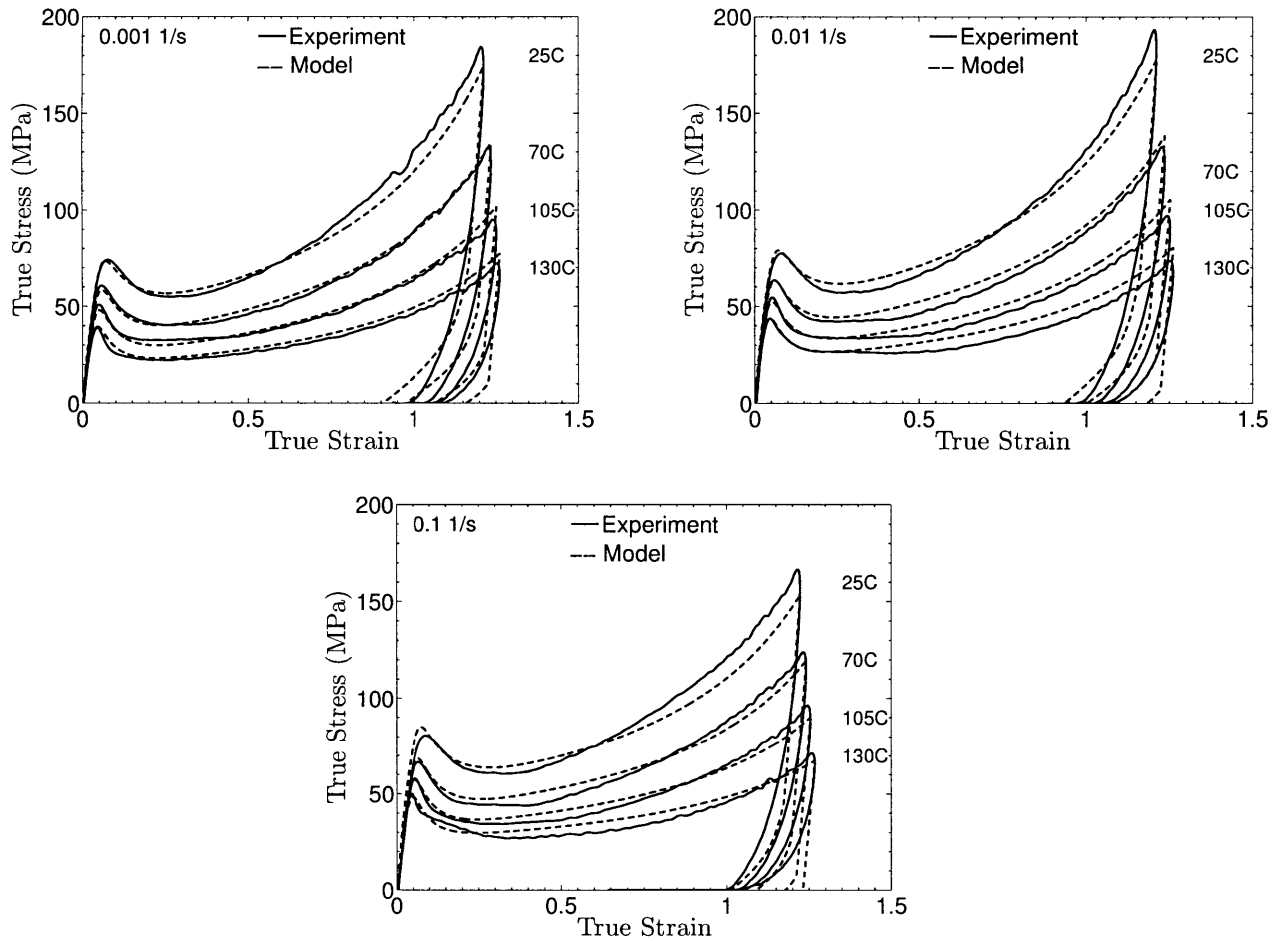 200
150
100
50
0
0.001 1/s
Experiment
Model
25C
70C
105C
130C
True Stress (MPa)
0
0.5
1
1.5
True Strain
200
150
100
50
0
0.01 1/s
Experiment
Model
25C
70C
105C
130C
True Stress (MPa)
0
0.5
1
1.5
True Strain
200
150
100
50
0
0.1 1/s
Experiment
Model
25C
70C
105C
130C
True Stress (MPa)
0
0.5
1
1.5
True Strain